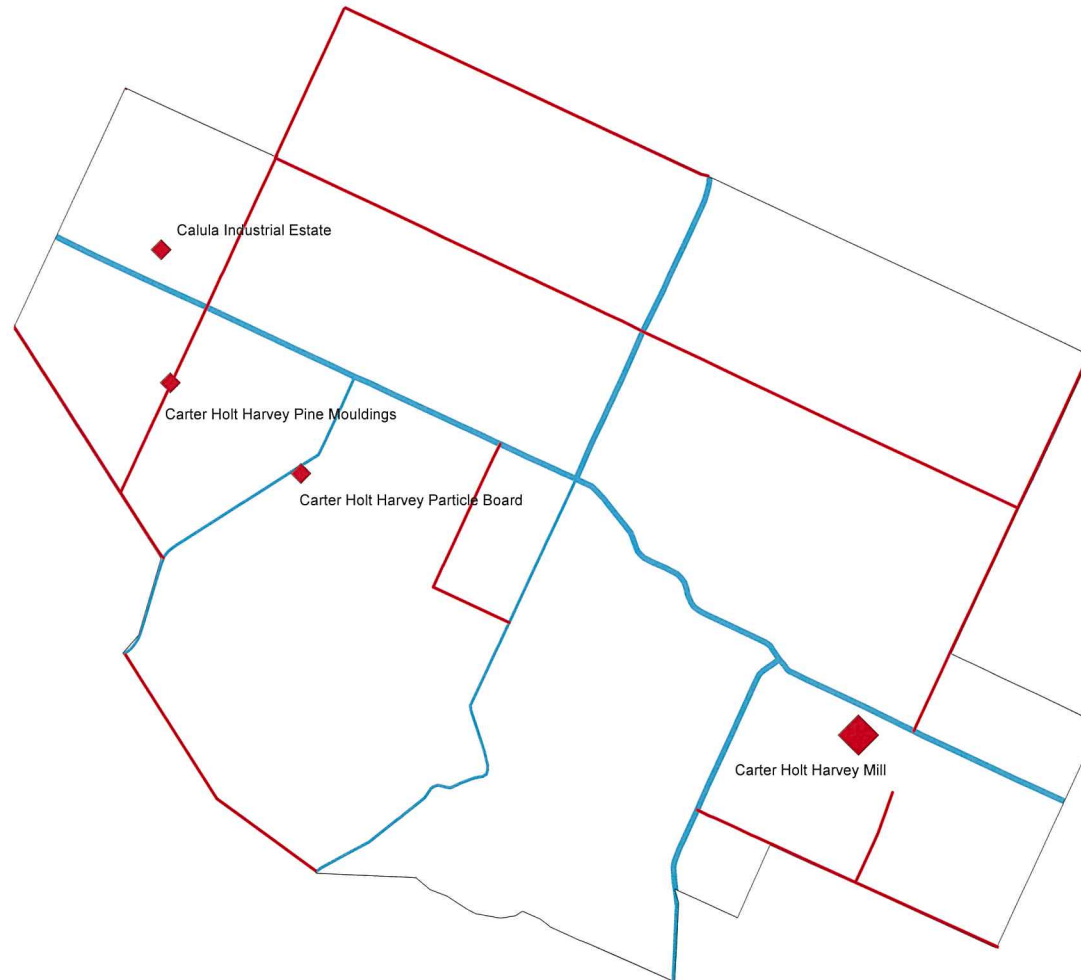 Calula Industrial Estate
Carter Holt Harvey Pine Mouldings
Carter Holt Harvey Particle Board
Carter Holt Harvey Mill